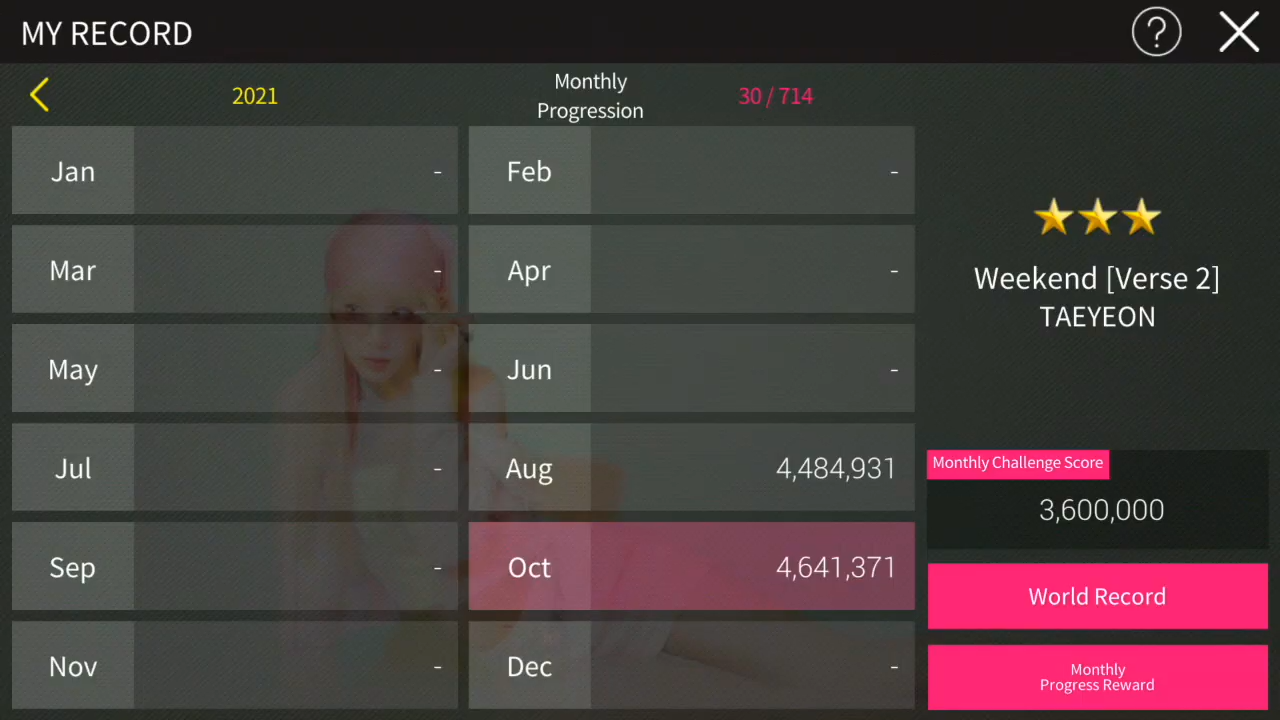 MY RECORD
?
2021
Monthly
Progression
30 / 714
Jan -
Feb -
Mar -
Apr -
May -
Jun -
Jul -
Aug 4,484,931
Sep -
Oct 4,641,371
Nov -
Dec -
Weekend [Verse 2]
TAEYEON
Monthly Challenge Score
3,600,000
World Record
Monthly
Progress Reward